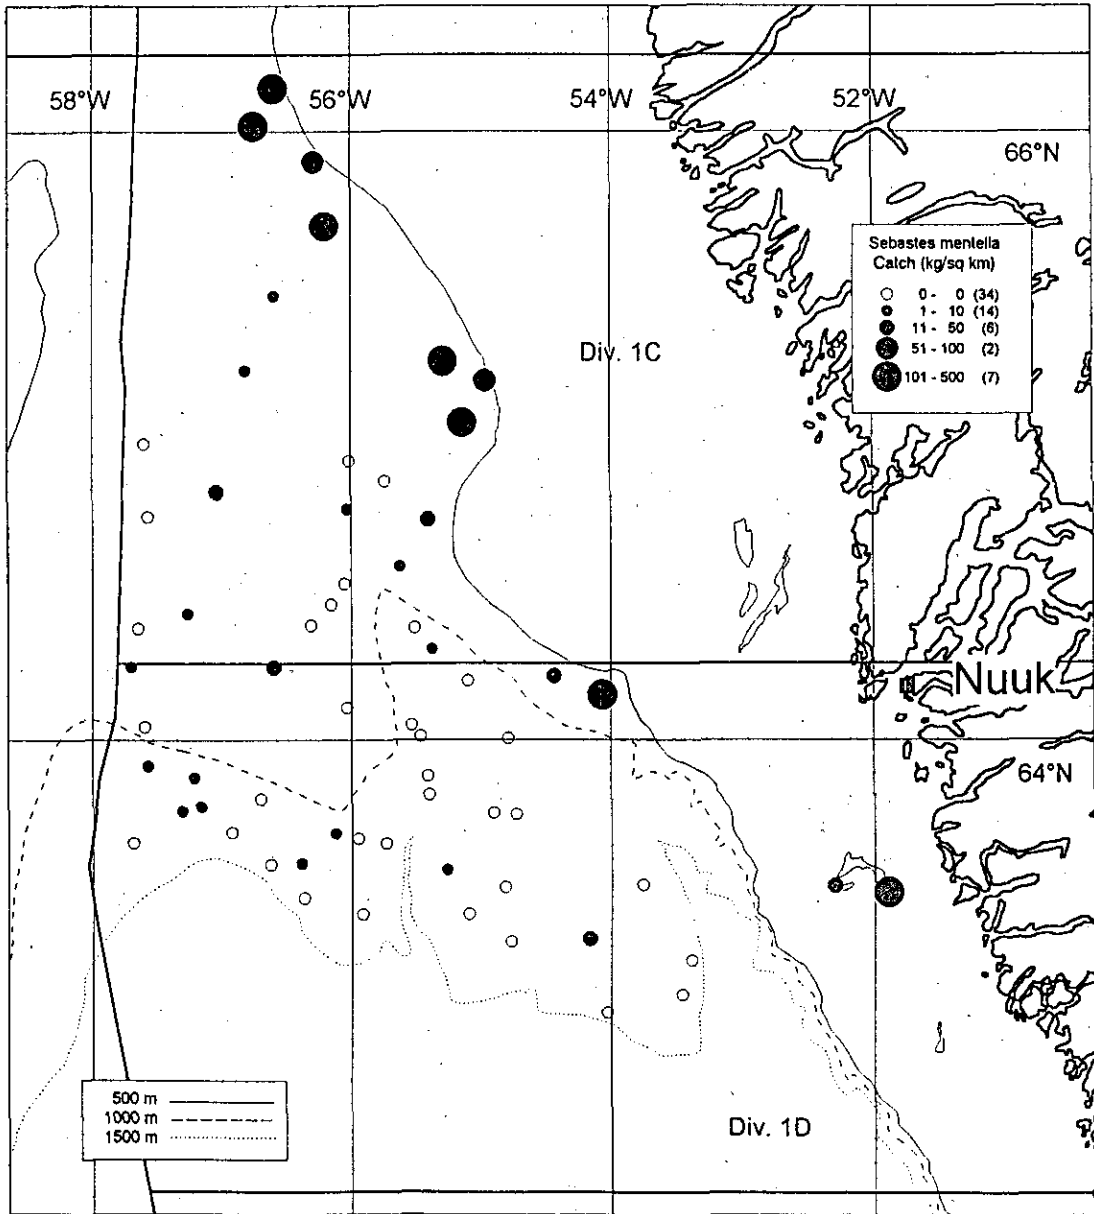 58°W 56°W 54°W 52°W
66°N
Sebastes mentella
Catch (kg/sq km)
0 - 0 (34)
1 - 10 (14)
11 - 50 (6)
51 - 100 (2)
101 - 500 (7)
Div. 1C
Nuuk
64°N
500 m
1000 m
1500 m
Div. 1D